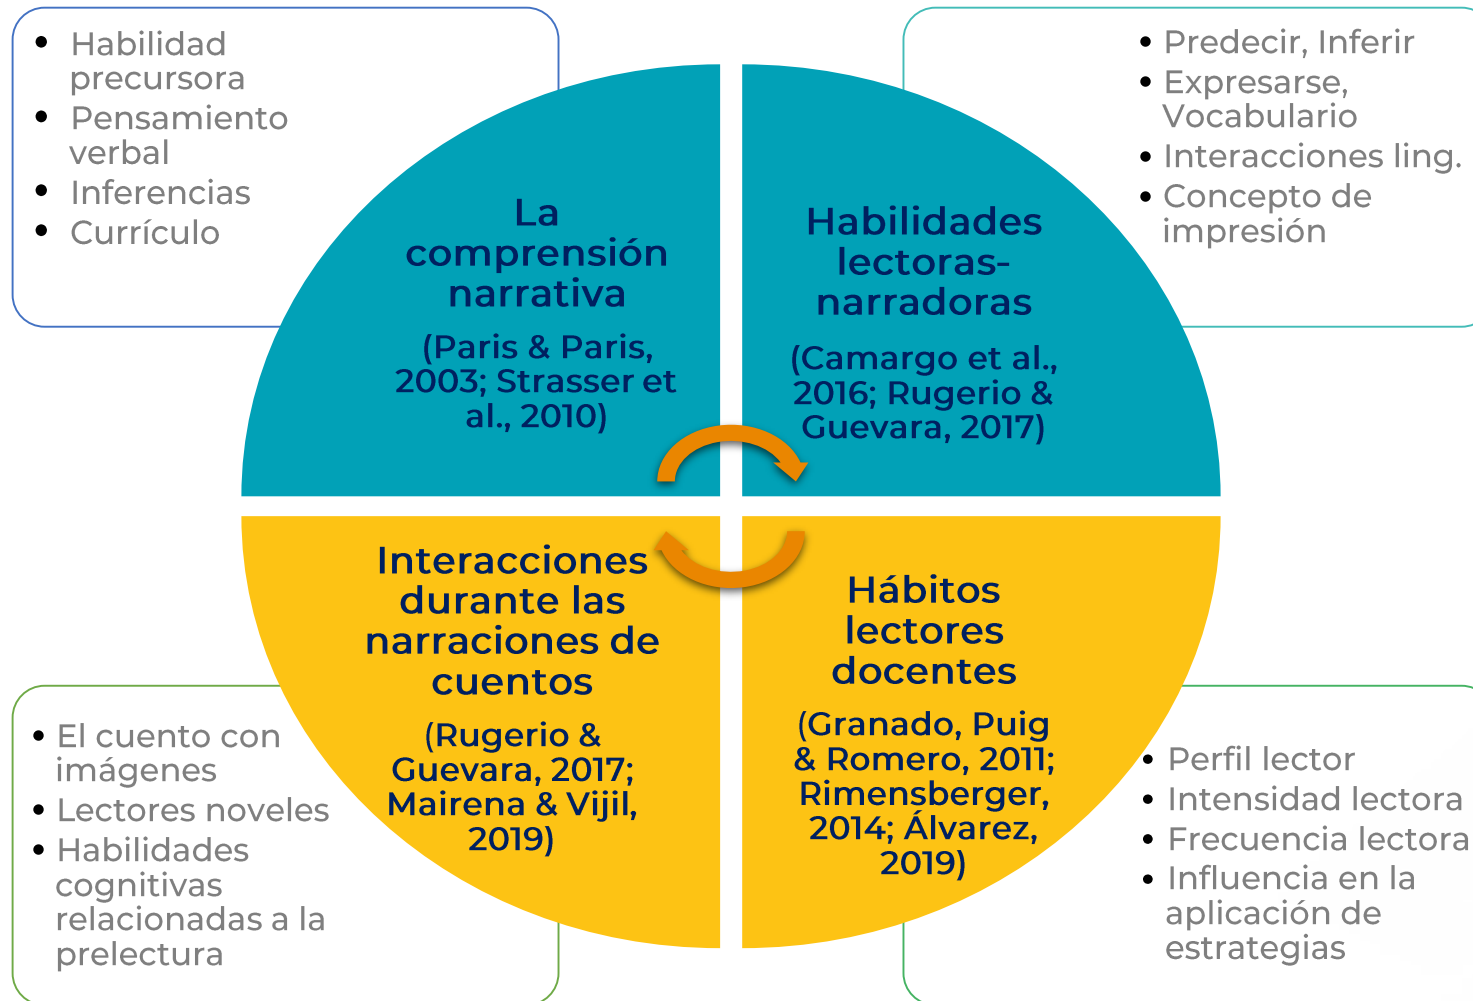 • Habilidad
precursora
• Pensamiento
verbal
• Inferencias
• Currículo
La
comprensión
narrativa
(Paris & Paris,
2003; Strasser et
al., 2010)
Habilidades
lectoras-
narradoras
(Camargo et al.,
2016; Rugerio &
Guevara, 2017)
• Predecir, Inferir
• Expresarse,
Vocabulario
• Interacciones ling.
• Concepto de
impresión
• El cuento con
imágenes
• Lectores noveles
• Habilidades
cognitivas
relacionadas a la
prelectura
Interacciones
durante las
narraciones de
cuentos
(Rugerio &
Guevara, 2017;
Mairena & Vijil,
2019)
Hábitos
lectores
docentes
(Granado, Puig
& Romero, 2011;
Rimensberger,
2014; Álvarez,
2019)
• Perfil lector
• Intensidad lectora
• Frecuencia lectora
• Influencia en la
aplicación de
estrategias